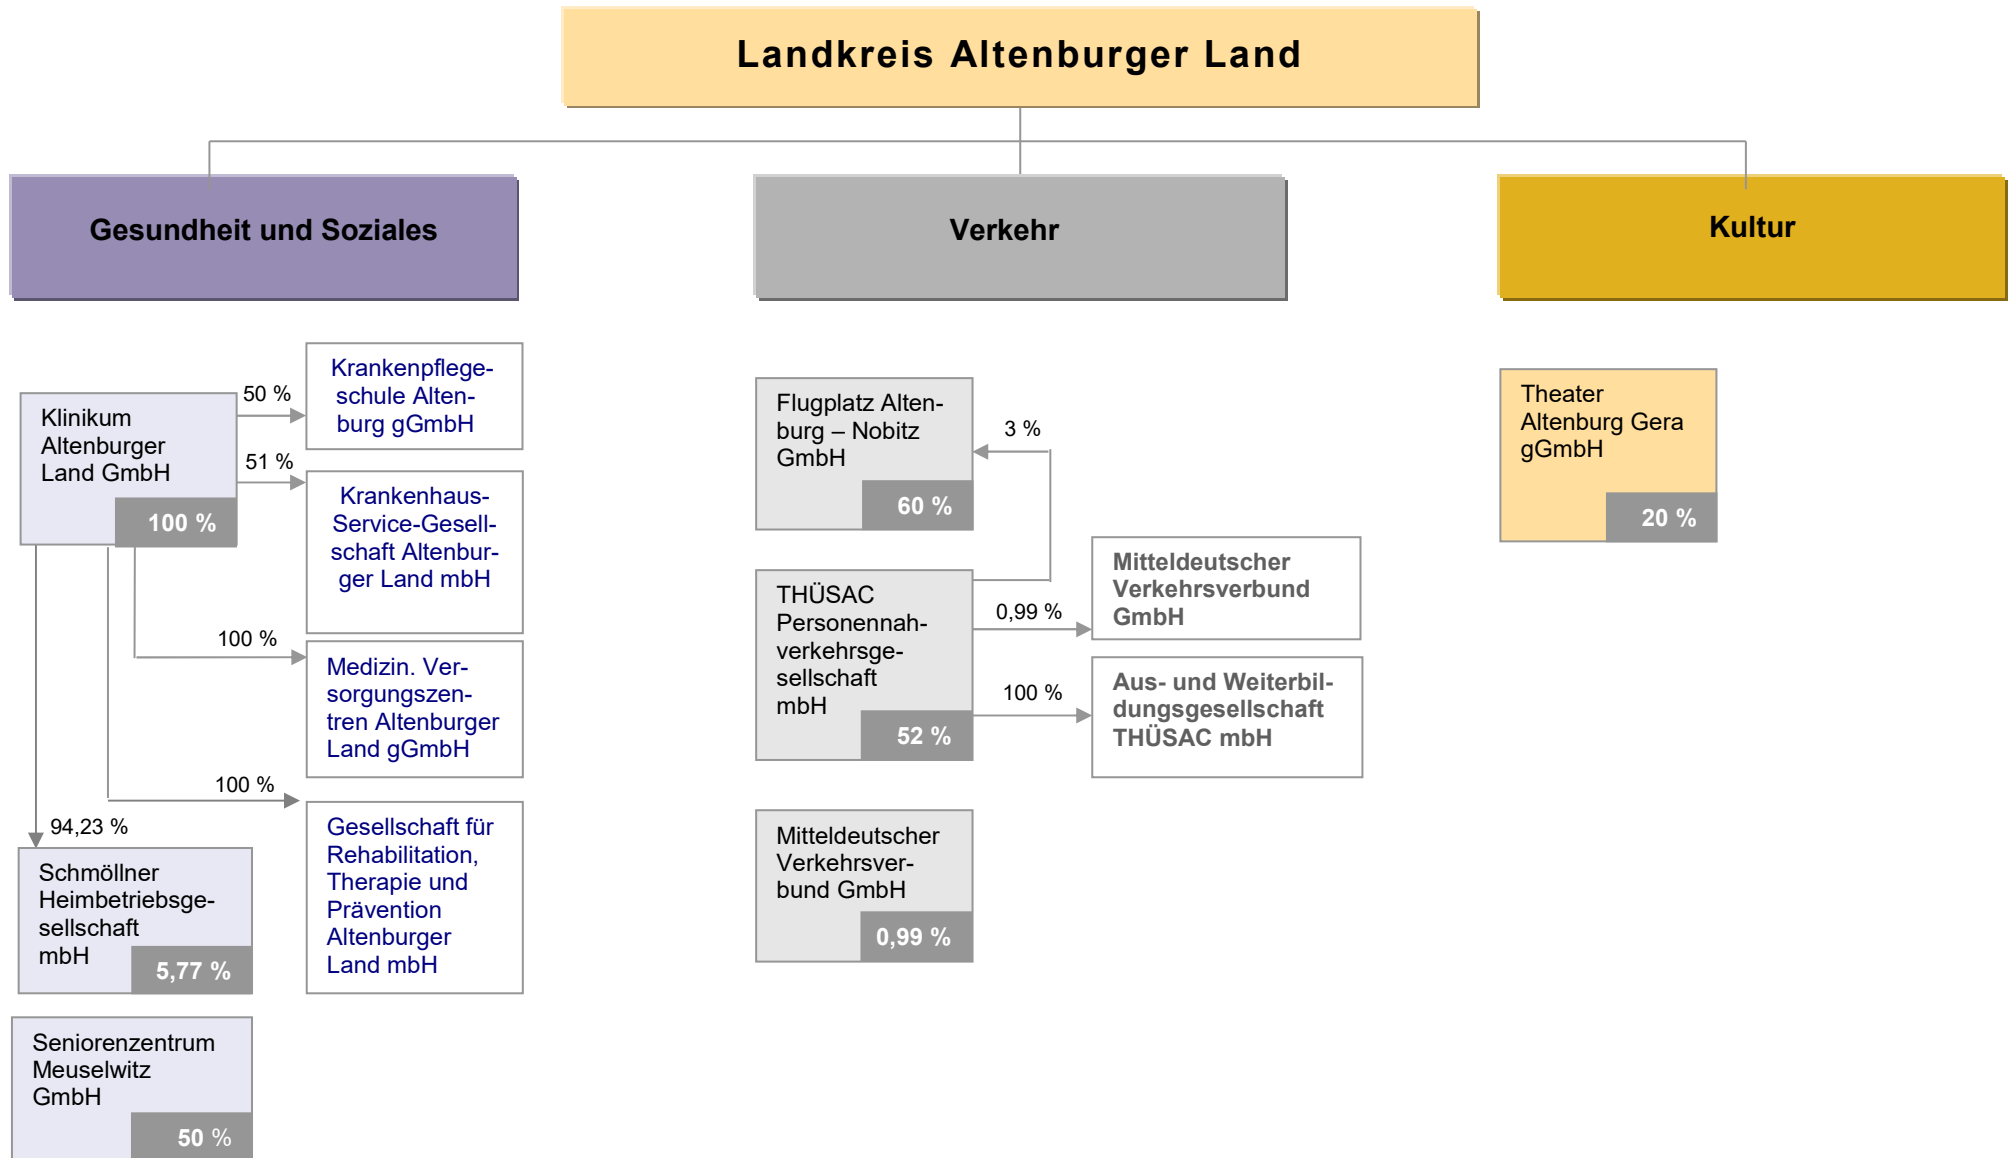 Landkreis Altenburger Land
Gesundheit und Soziales
Verkehr
Kultur
Klinikum
Altenburger
Land GmbH
100 %
50 %
Krankenpflege-
schule Alten-
burg gGmbH
51 %
Krankenhaus-
Service-Gesell-
schaft Altenbur-
ger Land mbH
100 %
Medizin. Ver-
sorgungszen-
tren Altenburger
Land gGmbH
100 %
Gesellschaft für
Rehabilitation,
Therapie und
Prävention
Altenburger
Land mbH
94,23 %
Schmöllner
Heimbetriebsge-
sellschaft
mbH
5,77 %
Seniorenzentrum
Meuselwitz
GmbH
50 %
Flugplatz Alten-
burg – Nobitz
GmbH
60 %
3 %
THÜSAC
Personennah-
verkehrsge-
sellschaft
mbH
52 %
0,99 %
Mitteldeutscher
Verkehrsverbund
GmbH
100 %
Aus- und Weiterbil-
dungsgesellschaft
THÜSAC mbH
Mitteldeutscher
Verkehrsver-
bund GmbH
0,99 %
Theater
Altenburg Gera
gGmbH
20 %